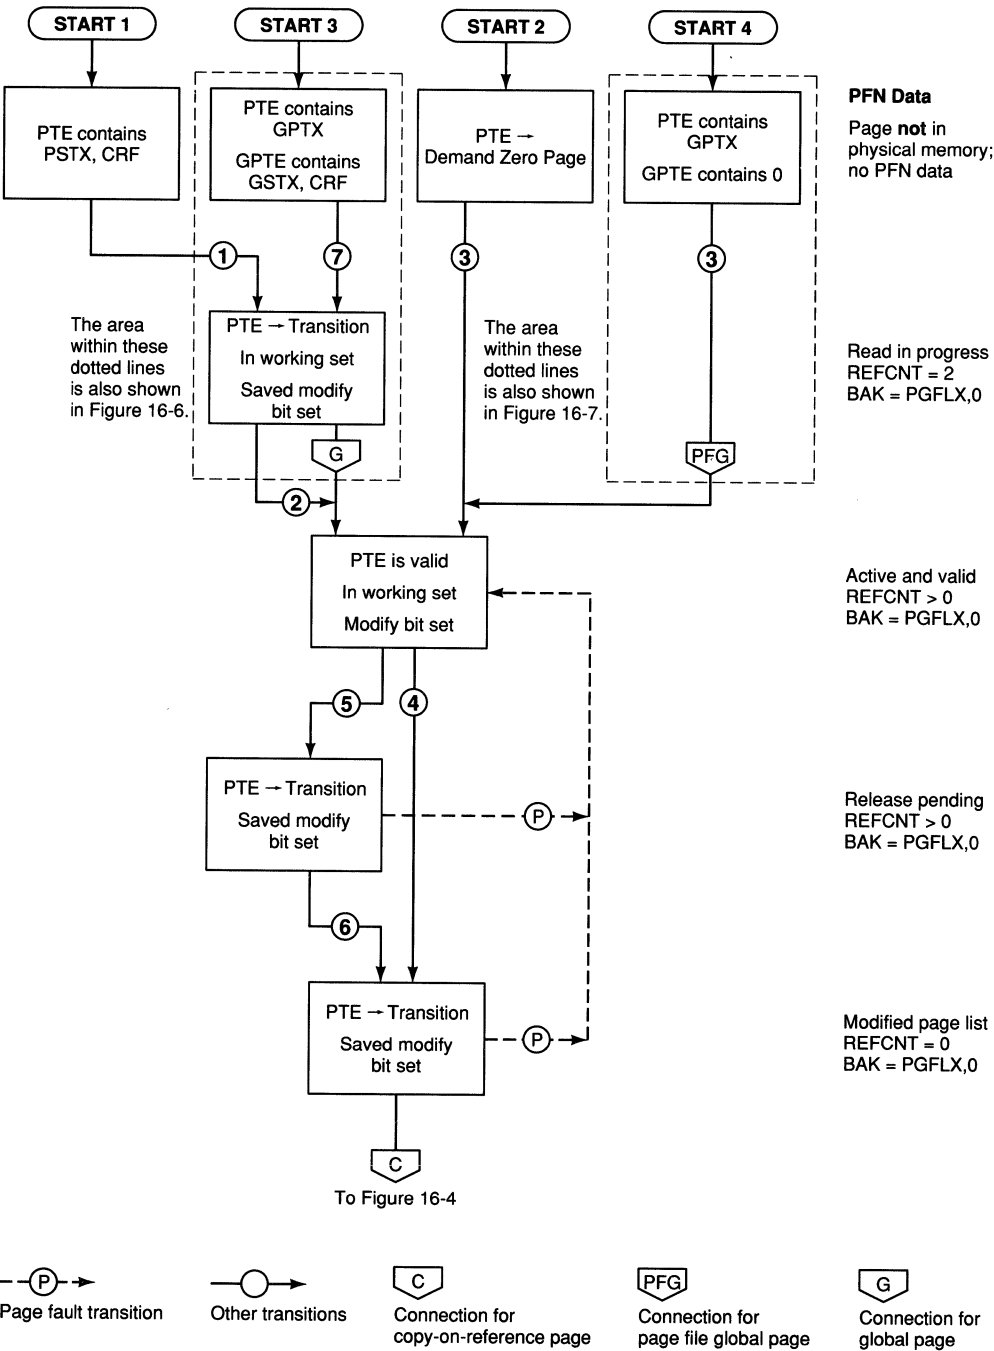 START 1
START 3
START 2
START 4
PTE contains
PSTX, CRF
PTE contains
GPTX
GPTE contains
GSTX, CRF
PTE →
Demand Zero Page
PTE contains
GPTX
GPTE contains 0
PFN Data
Page not in
physical memory;
no PFN data
1
7
3
3
The area
within these
dotted lines
is also shown
in Figure 16-6.
PTE → Transition
In working set
Saved modify
bit set
The area
within these
dotted lines
is also shown
in Figure 16-7.
Read in progress
REFCNT = 2
BAK = PGFLX,0
G
PFG
2
PTE is valid
In working set
Modify bit set
Active and valid
REFCNT > 0
BAK = PGFLX,0
5
4
PTE → Transition
Saved modify
bit set
P
Release pending
REFCNT > 0
BAK = PGFLX,0
6
PTE → Transition
Saved modify
bit set
P
Modified page list
REFCNT = 0
BAK = PGFLX,0
C
To Figure 16-4
P
Page fault transition
Other transitions
C
Connection for
copy-on-reference page
PFG
Connection for
page file global page
G
Connection for
global page